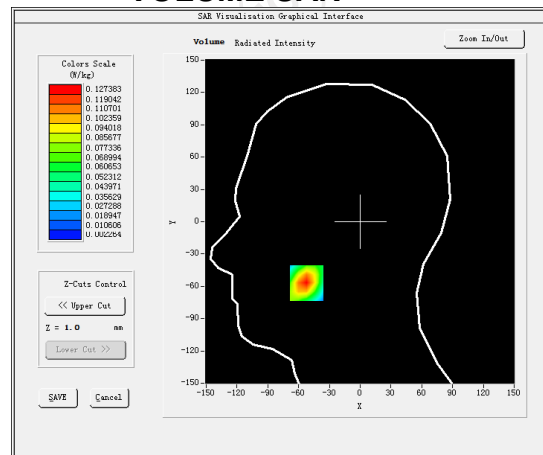 VOLUME SAR
SAR Visualisation Graphical Interface
Volume Radiated Intensity
Zoom In/Out
Colors Scale
(W/kg)
0.127383
0.119042
0.110701
0.102359
0.094018
0.085677
0.077336
0.068994
0.060653
0.052312
0.043971
0.035629
0.027288
0.018947
0.010606
0.002264
Z-Cuts Control
<< Upper Cut
Z = 1.0 mm
Lower Cut >>
SAVE Cancel
150
120
90
60
30
0
-30
-60
-90
-120
-150
Y
-150 -120 -90 -60 -30 0 30 60 90 120 150
X